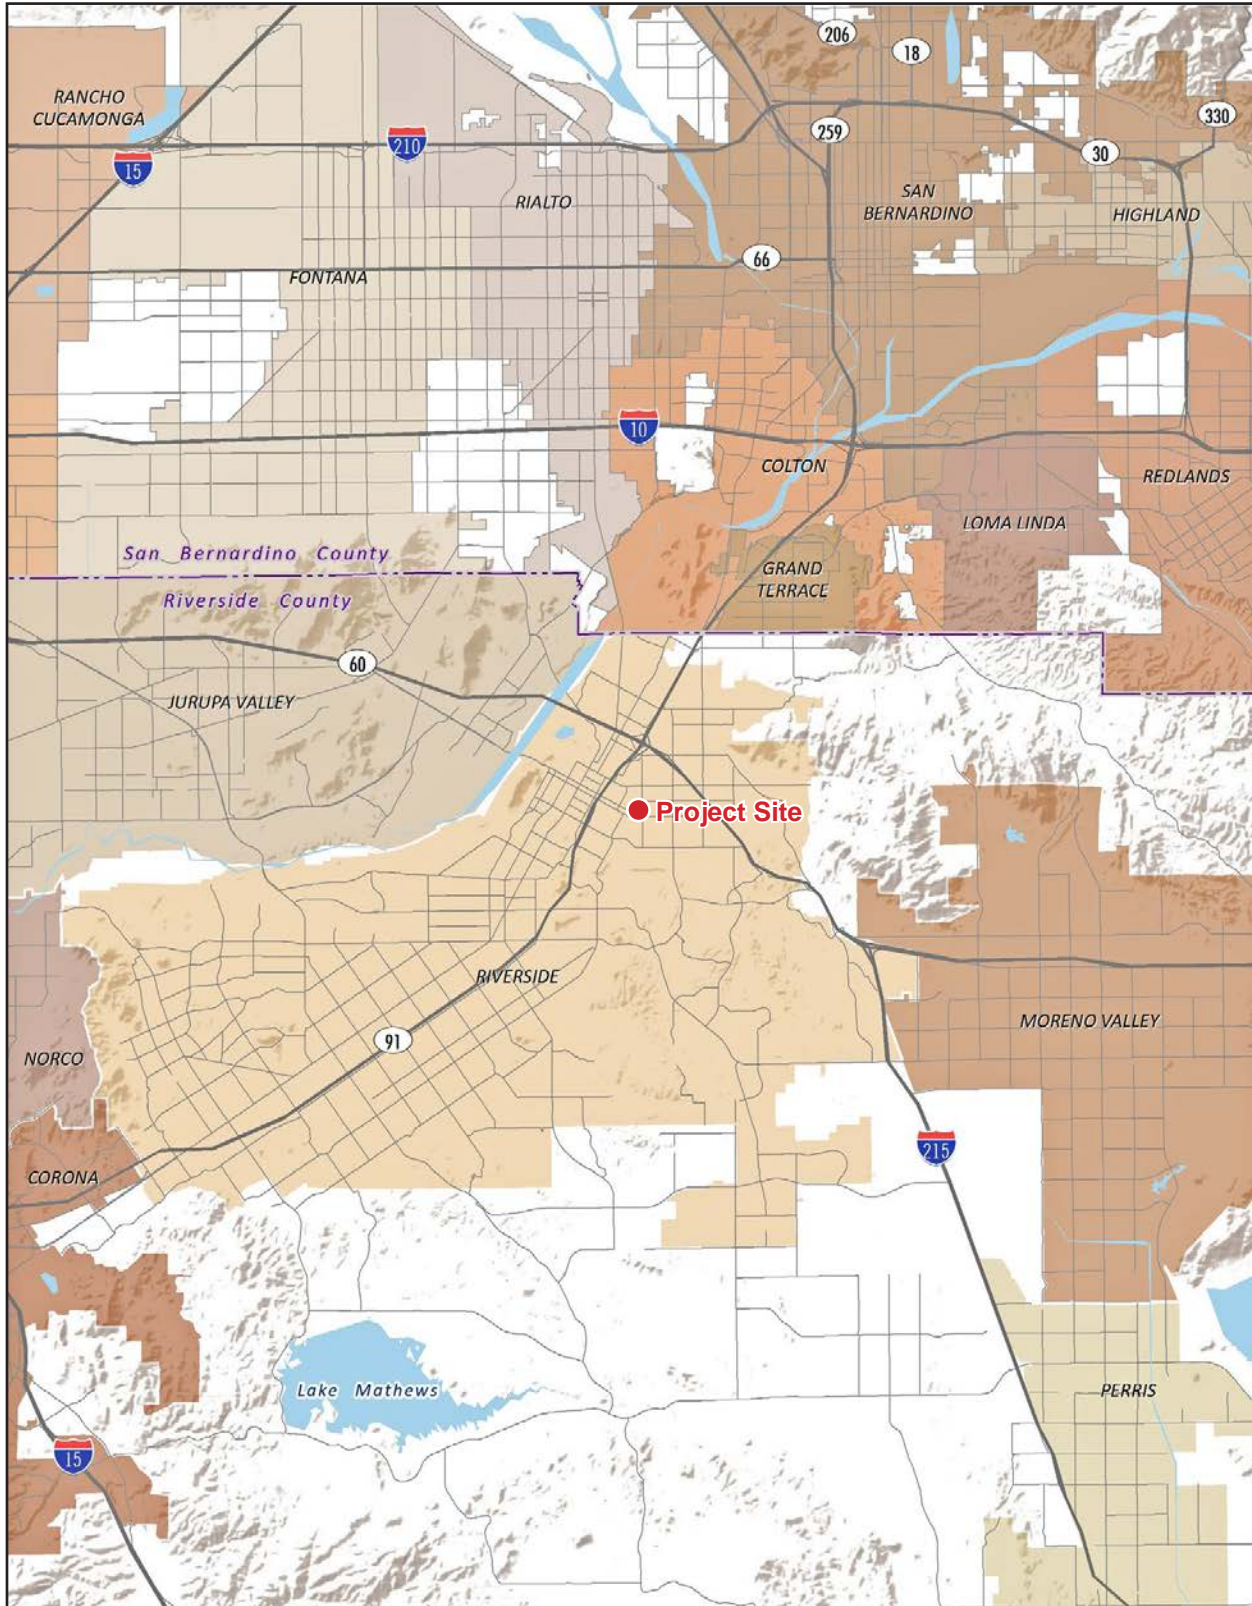 206
18
RANCHO
CUCAMONGA
330
259
210
30
15
SAN
BERNARDINO
RIALTO
HIGHLAND
66
FONTANA
10
COLTON
REDLANDS
LOMA LINDA
San Bernardino County
GRAND
TERRACE
Riverside County
60
JURUPA VALLEY
Project Site
RIVERSIDE
MORENO VALLEY
91
NORCO
215
CORONA
Lake Mathews
PERRIS
15